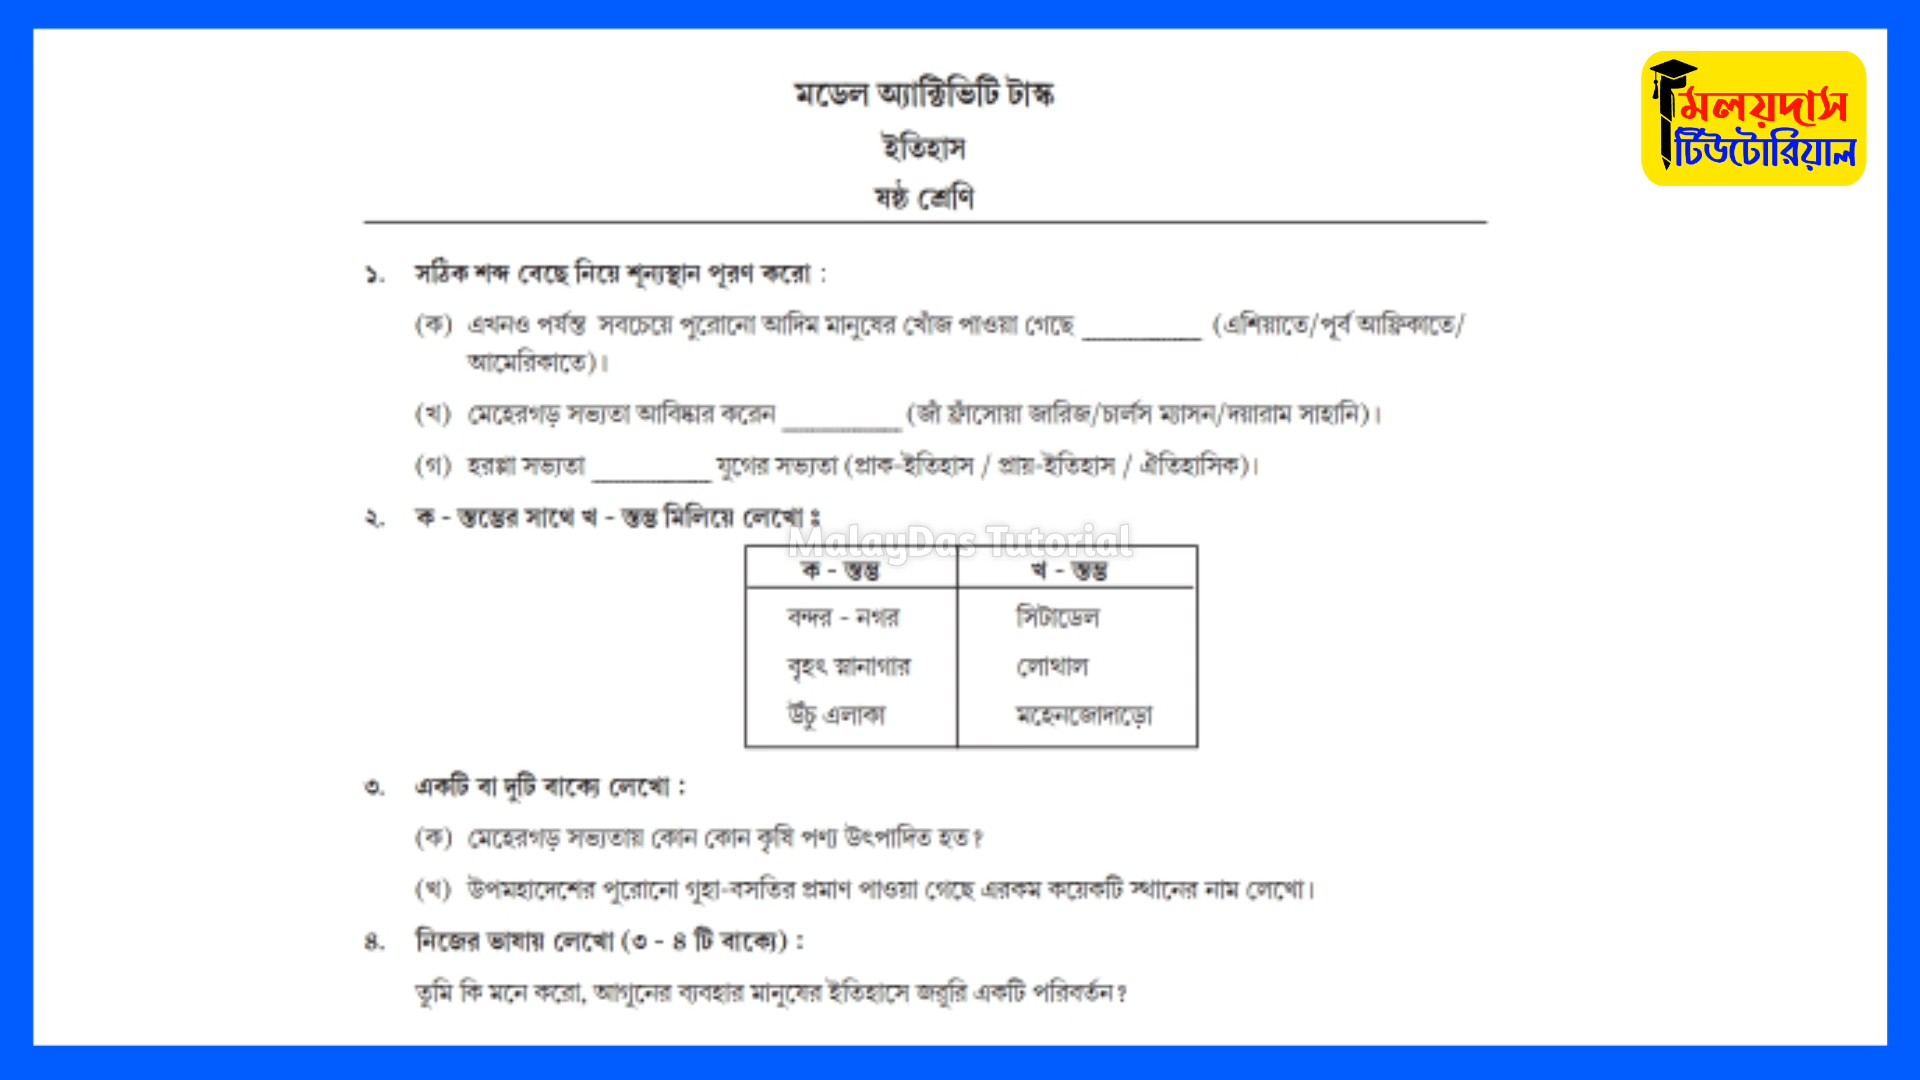 মডেল অ্যাক্টিভিটি টাস্ক
মলয়দাস
টিউটোরিয়াল
ইতিহাস
ষষ্ঠ শ্রেণি
১. সঠিক শব্দ বেছে নিয়ে শূন্যস্থান পূরণ করো :
(ক) এখনও পর্যন্ত সবচেয়ে পুরোনো আদিম মানুষের খোঁজ পাওয়া গেছে __________ (এশিয়াতে/পূর্ব আফ্রিকাতে/
আমেরিকাতে)।
(খ) মেহেরগড় সভ্যতা আবিষ্কার করেন __________ (জাঁ ফ্রাঁসোয়া জারিজ/চার্লস ম্যাসন/দয়ারাম সাহানি)।
(গ) হরপ্পা সভ্যতা __________ যুগের সভ্যতা (প্রাক-ইতিহাস / প্রায়-ইতিহাস / ঐতিহাসিক)।
২. ক - স্তম্ভের সাথে খ - স্তম্ভ মিলিয়ে লেখো ঃ
MalayDas Tutorial
ক - স্তম্ভ খ - স্তম্ভ
বন্দর - নগর সিটাডেল
বৃহৎ স্নানাগার লোথাল
উঁচু এলাকা মহেনজোদাড়ো
৩. একটি বা দুটি বাক্যে লেখো :
(ক) মেহেরগড় সভ্যতায় কোন কোন কৃষি পণ্য উৎপাদিত হত?
(খ) উপমহাদেশের পুরোনো গুহা-বসতির প্রমাণ পাওয়া গেছে এরকম কয়েকটি স্থানের নাম লেখো।
৪. নিজের ভাষায় লেখো (৩ - ৪ টি বাক্যে) :
তুমি কি মনে করো, আগুনের ব্যবহার মানুষের ইতিহাসে জরুরি একটি পরিবর্তন?